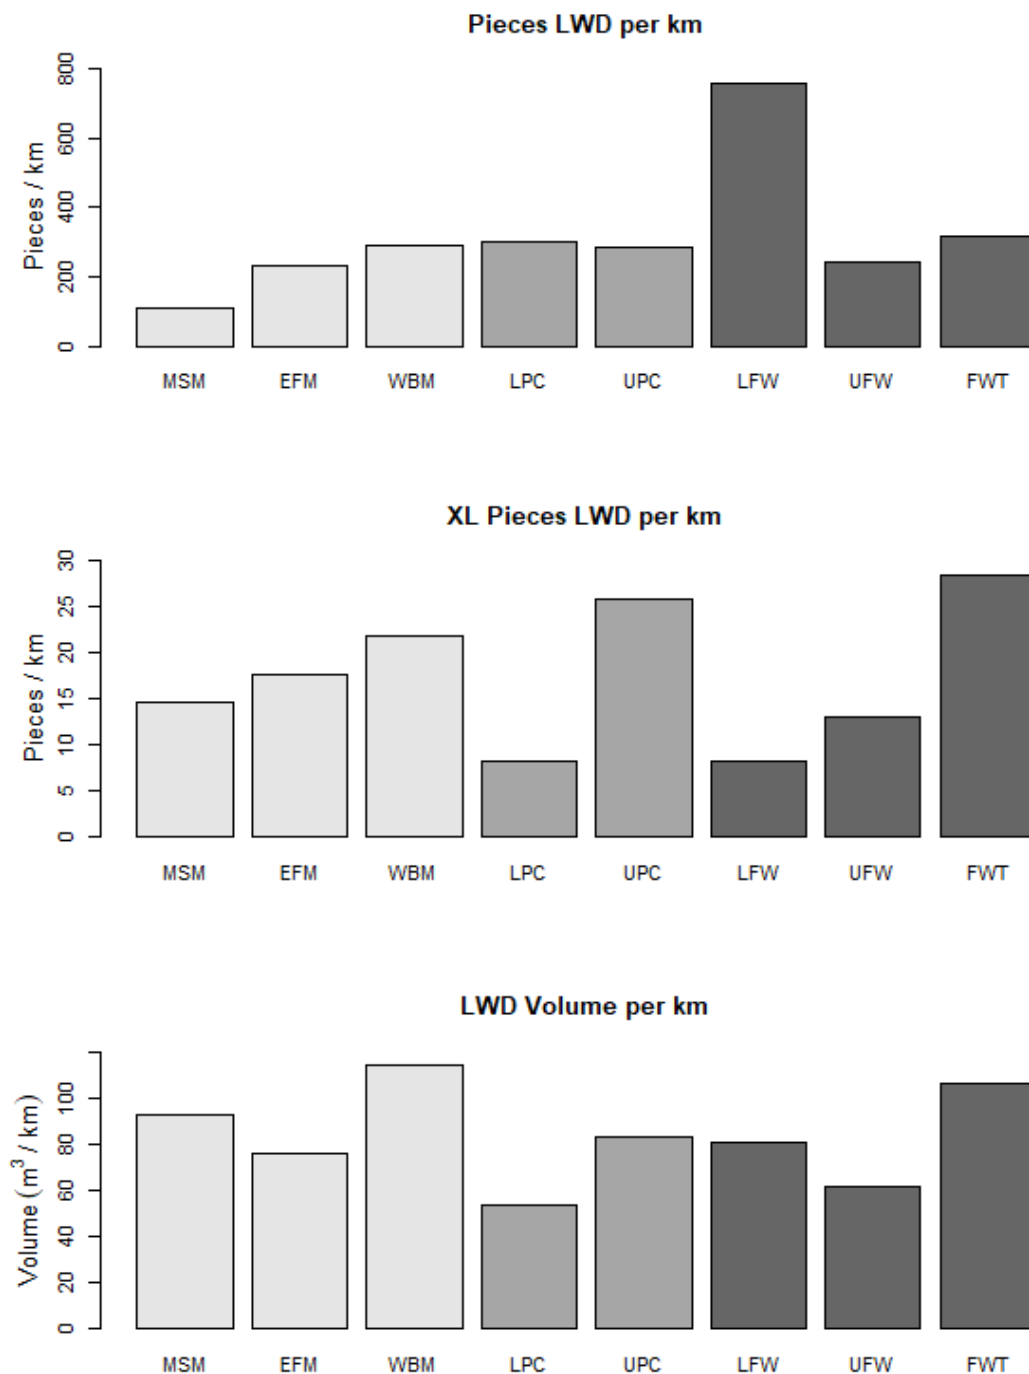 Pieces LWD per km
Pieces / km
0
200
400
600
800
MSM EFM WBM LPC UPC LFW UFW FWT
XL Pieces LWD per km
Pieces / km
0
5
10
15
20
25
30
MSM EFM WBM LPC UPC LFW UFW FWT
LWD Volume per km
Volume (m³ / km)
0
20
40
60
80
100
MSM EFM WBM LPC UPC LFW UFW FWT